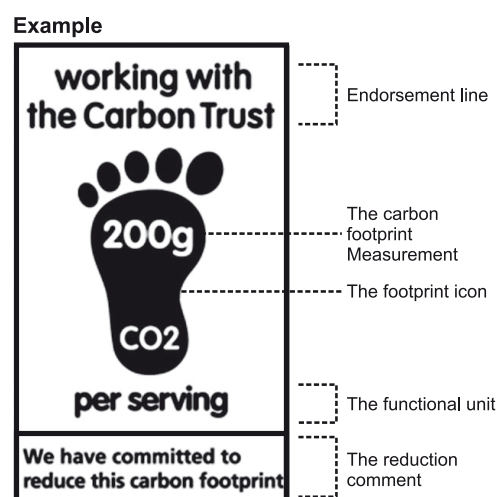 Example
working with
the Carbon Trust
Endorsement line
200g
The carbon
footprint
Measurement
The footprint icon
CO2
per serving
The functional unit
We have committed to
reduce this carbon footprint
The reduction
comment